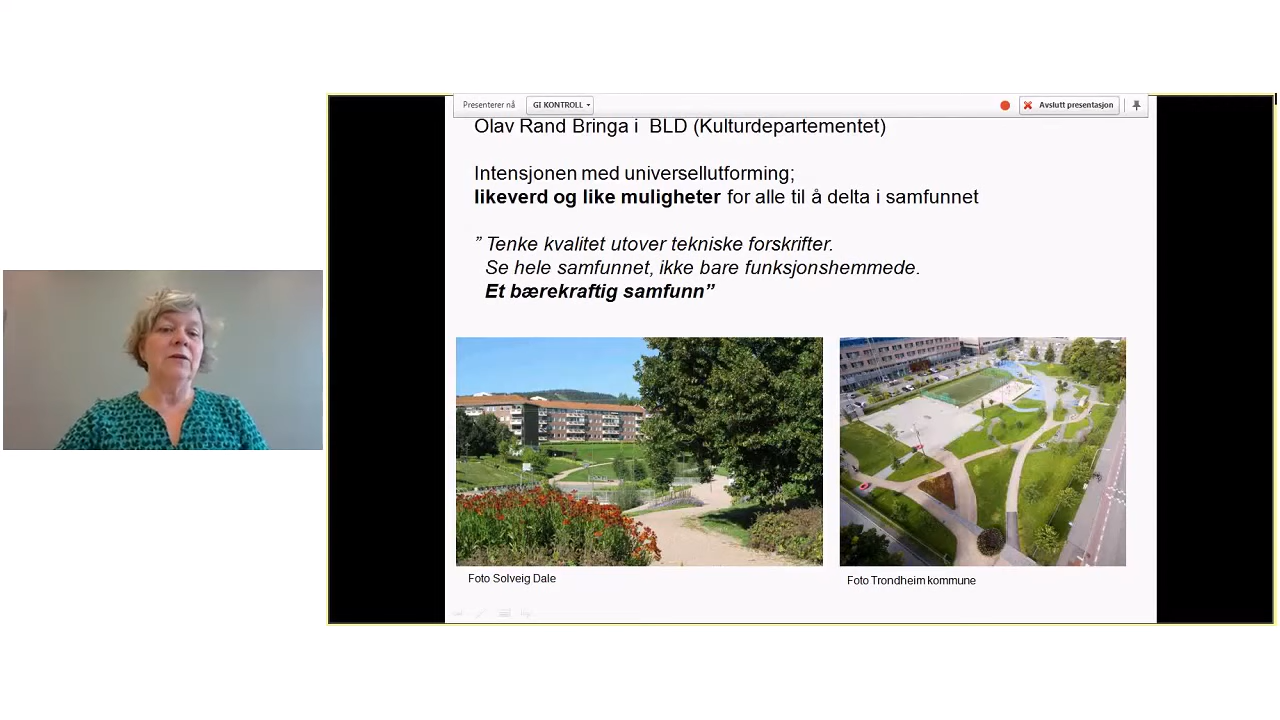 Presenterer nå GI KONTROLL Avslutt presentasjon
Olav Rand Bringa i BLD (Kulturdepartementet)
Intensjonen med universellutforming;
likeverd og like muligheter for alle til å delta i samfunnet
” Tenke kvalitet utover tekniske forskrifter.
Se hele samfunnet, ikke bare funksjonshemmede.
Et bærekraftig samfunn”
Foto Solveig Dale
Foto Trondheim kommune